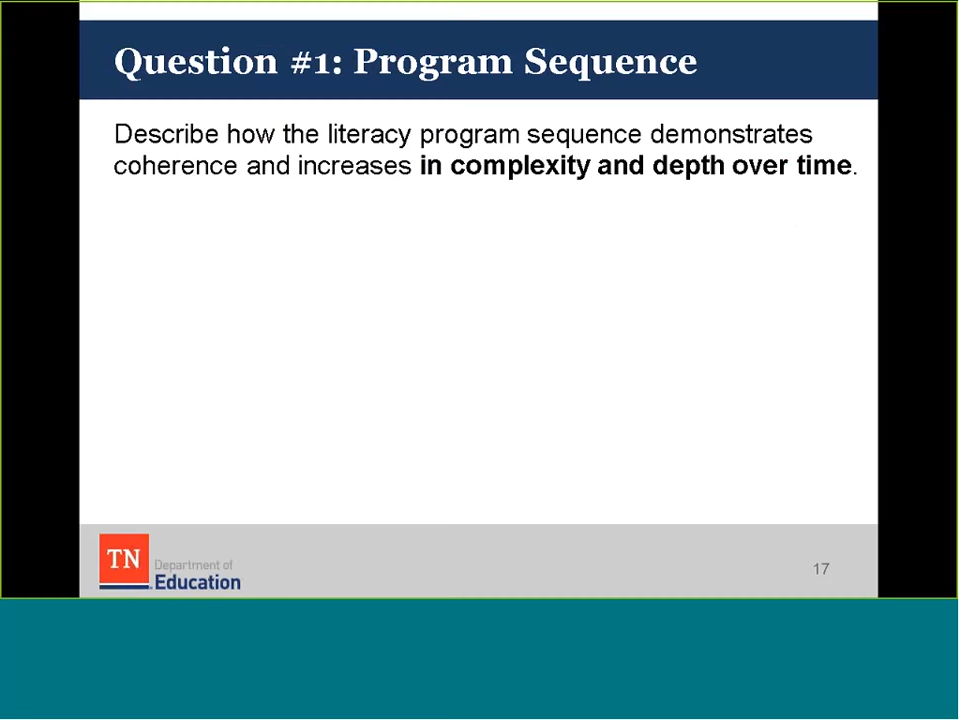 Question #1: Program Sequence
Describe how the literacy program sequence demonstrates
coherence and increases in complexity and depth over time.
TN
Department of
Education
17